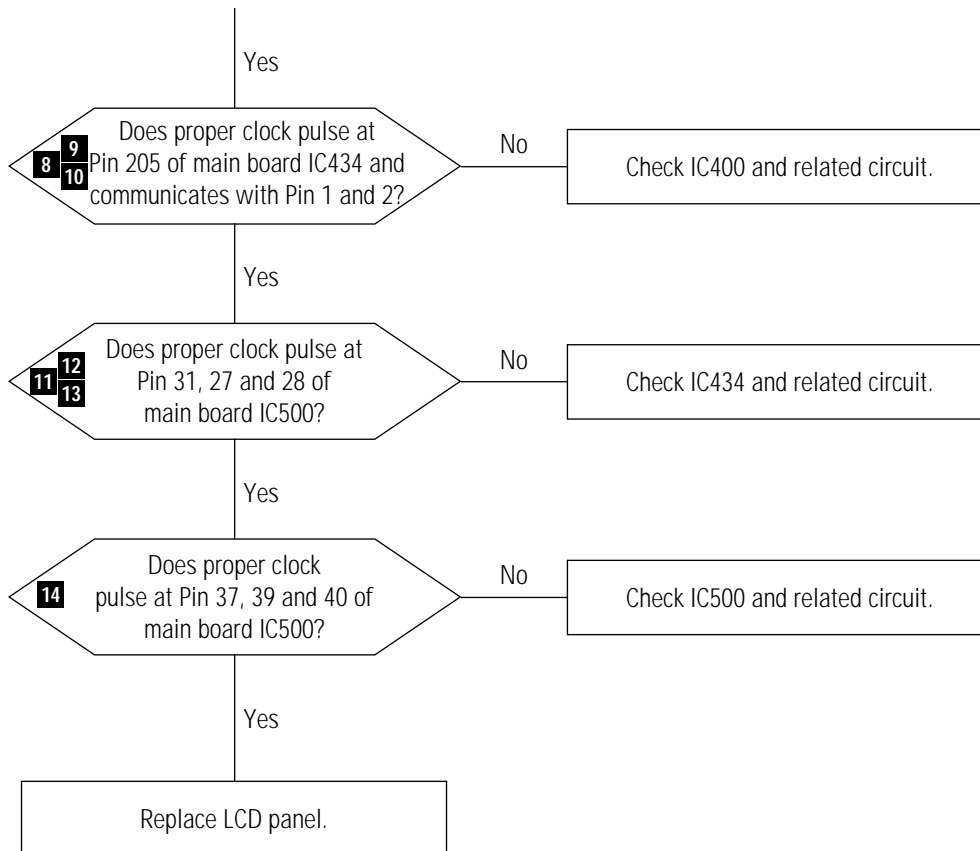 Yes
8
9
10
Does proper clock pulse at
Pin 205 of main board IC434 and
communicates with Pin 1 and 2?
No
Check IC400 and related circuit.
Yes
11
12
13
Does proper clock pulse at
Pin 31, 27 and 28 of
main board IC500?
No
Check IC434 and related circuit.
Yes
14
Does proper clock
pulse at Pin 37, 39 and 40 of
main board IC500?
No
Check IC500 and related circuit.
Yes
Replace LCD panel.